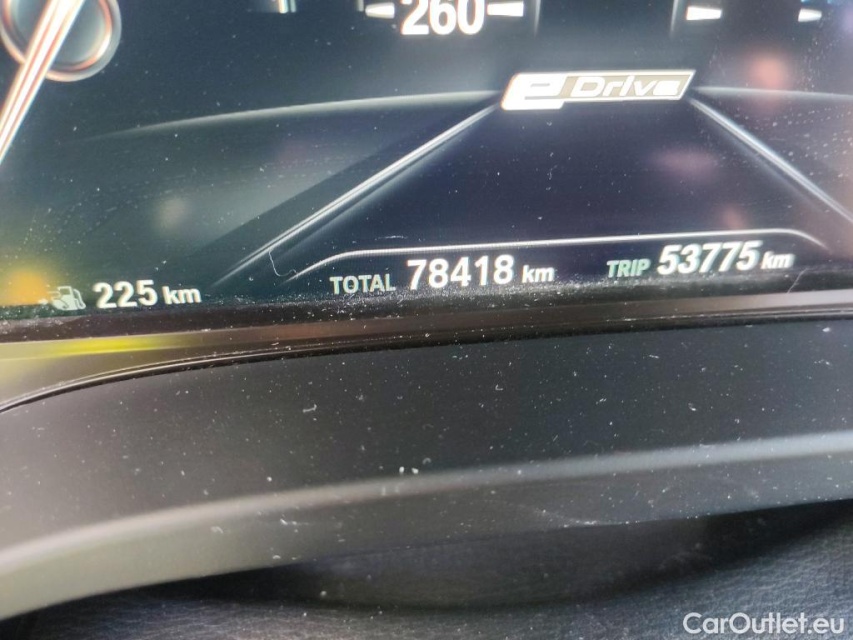 260
eDrive
225 km
TOTAL 78418 km
TRIP 53775 km
CarOutlet.eu